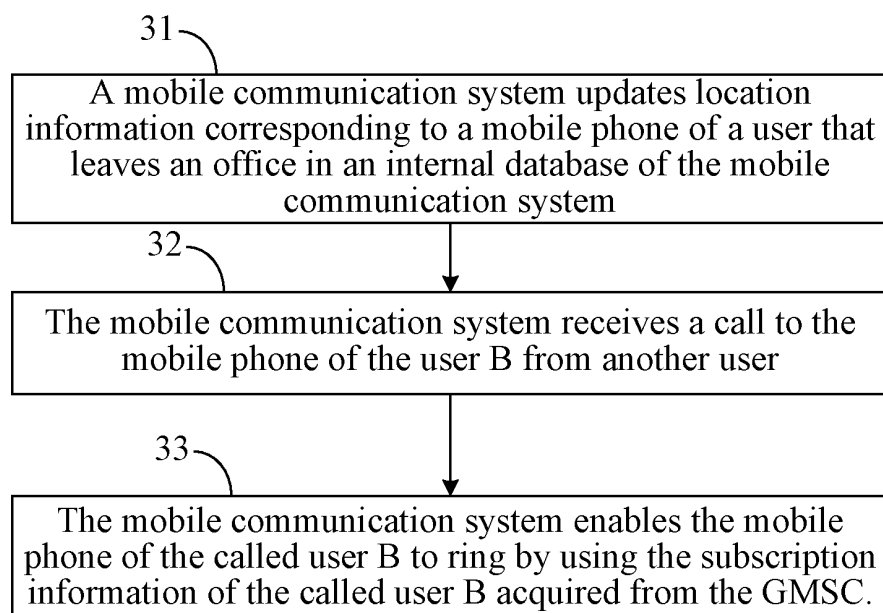 31
A mobile communication system updates location
information corresponding to a mobile phone of a user that
leaves an office in an internal database of the mobile
communication system
32
The mobile communication system receives a call to the
mobile phone of the user B from another user
33
The mobile communication system enables the mobile
phone of the called user B to ring by using the subscription
information of the called user B acquired from the GMSC.